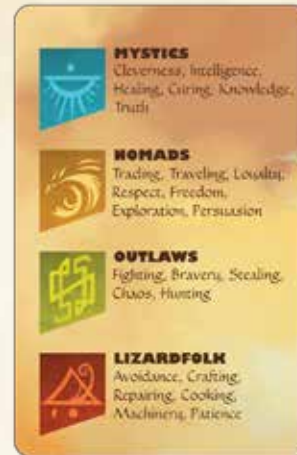 MYSTICS
Cleverness, Intelligence,
Healing, Curing, Knowledge,
Truth
NOMADS
Trading, Traveling, Loyalty,
Respect, Freedom,
Exploration, Persuasion
OUTLAWS
Fighting, Bravery, Stealing,
Chaos, Hunting
LIZARDFOLK
Avoidance, Crafting,
Repairing, Cooking,
Machinery, Patience